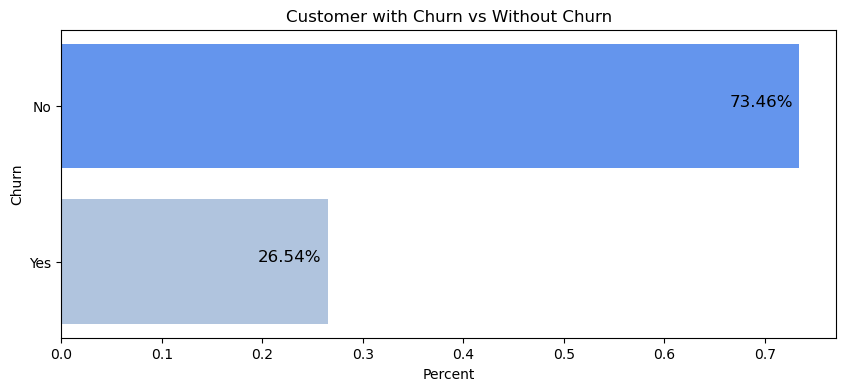 Customer with Churn vs Without Churn
No
73.46%
Churn
Yes
26.54%
0.0 0.1 0.2 0.3 0.4 0.5 0.6 0.7
Percent